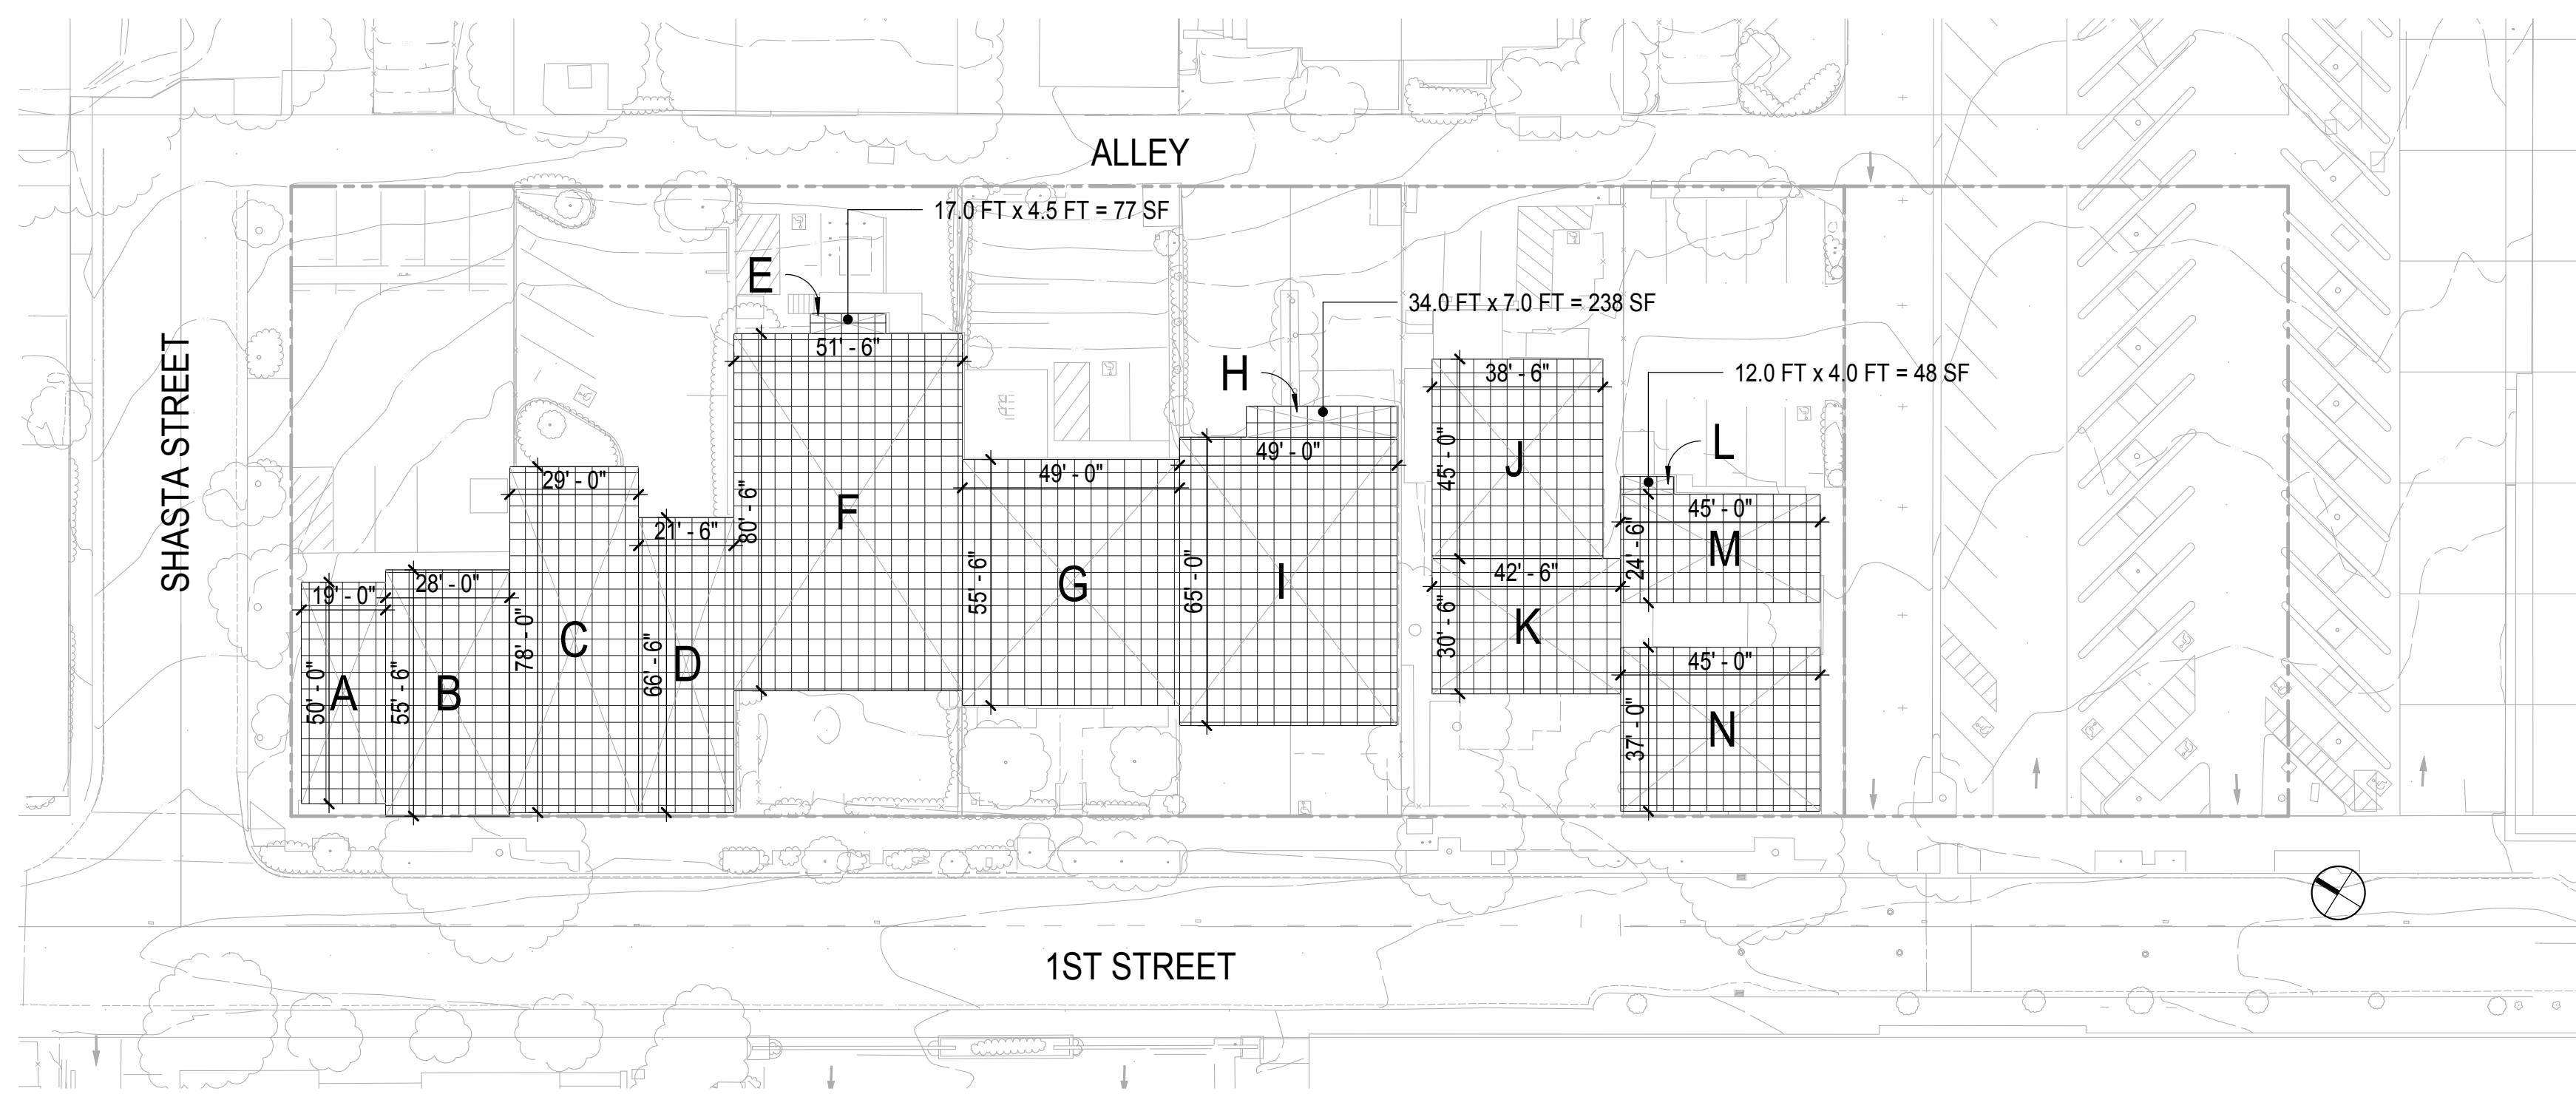 ALLEY
17.0 FT x 4.5 FT = 77 SF
E
34.0 FT x 7.0 FT = 238 SF
51' - 6"
H
38' - 6"
12.0 FT x 4.0 FT = 48 SF
SHASTA STREET
L
J
45' - 0"
49' - 0"
49' - 0"
29' - 0"
45' - 0"
F
80' - 6"
21' - 6"
M
24' - 6"
42' - 6"
G
55' - 6"
I
65' - 0"
19' - 0"
28' - 0"
K
30' - 6"
C
78' - 0"
D
66' - 6"
45' - 0"
A
50' - 0"
B
55' - 6"
N
37' - 0"
1ST STREET